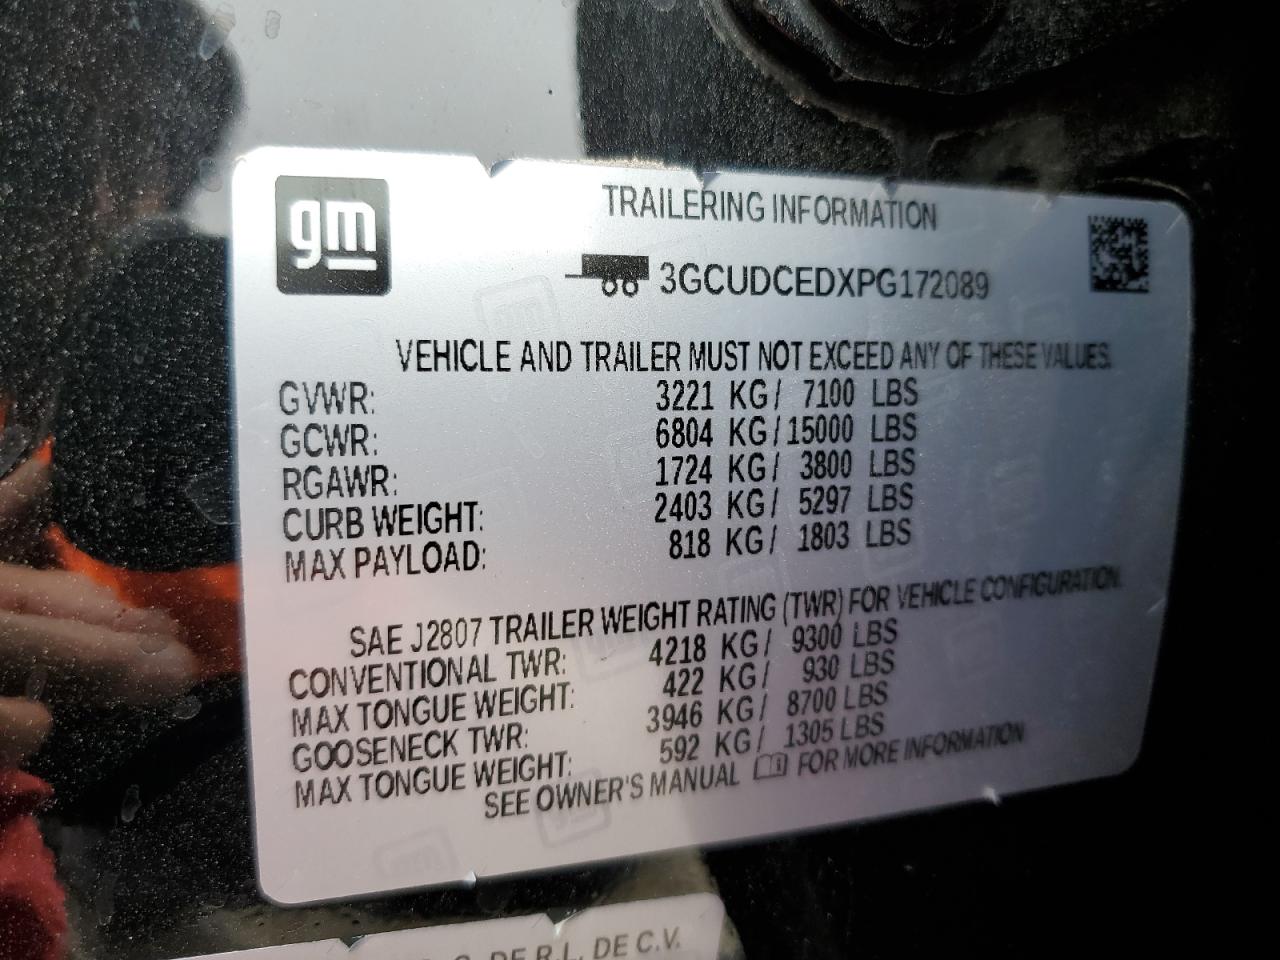 gm
TRAILERING INFORMATION
3GCUDCEDXPG172089
VEHICLE AND TRAILER MUST NOT EXCEED ANY OF THESE VALUES.
GVWR: 3221 KG/ 7100 LBS
GCWR: 6804 KG/15000 LBS
RGAWR: 1724 KG/ 3800 LBS
CURB WEIGHT: 2403 KG/ 5297 LBS
MAX PAYLOAD: 818 KG/ 1803 LBS
SAE J2807 TRAILER WEIGHT RATING (TWR) FOR VEHICLE CONFIGURATION.
CONVENTIONAL TWR: 4218 KG/ 9300 LBS
MAX TONGUE WEIGHT: 422 KG/ 930 LBS
GOOSENECK TWR: 3946 KG/ 8700 LBS
MAX TONGUE WEIGHT: 592 KG/ 1305 LBS
SEE OWNER'S MANUAL FOR MORE INFORMATION
DE R.L. DE C.V.